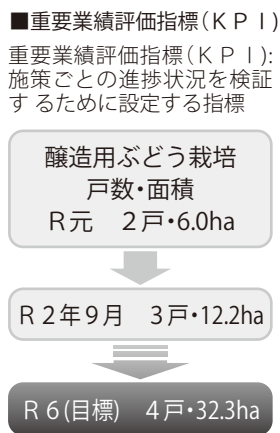 ■重要業績評価指標(KPI)
重要業績評価指標(KPI):
施策ごとの進捗状況を検証
するために設定する指標
醸造用ぶどう栽培
戸数・面積
R元 2戸・6.0ha
R2年9月 3戸・12.2ha
R6(目標) 4戸・32.3ha